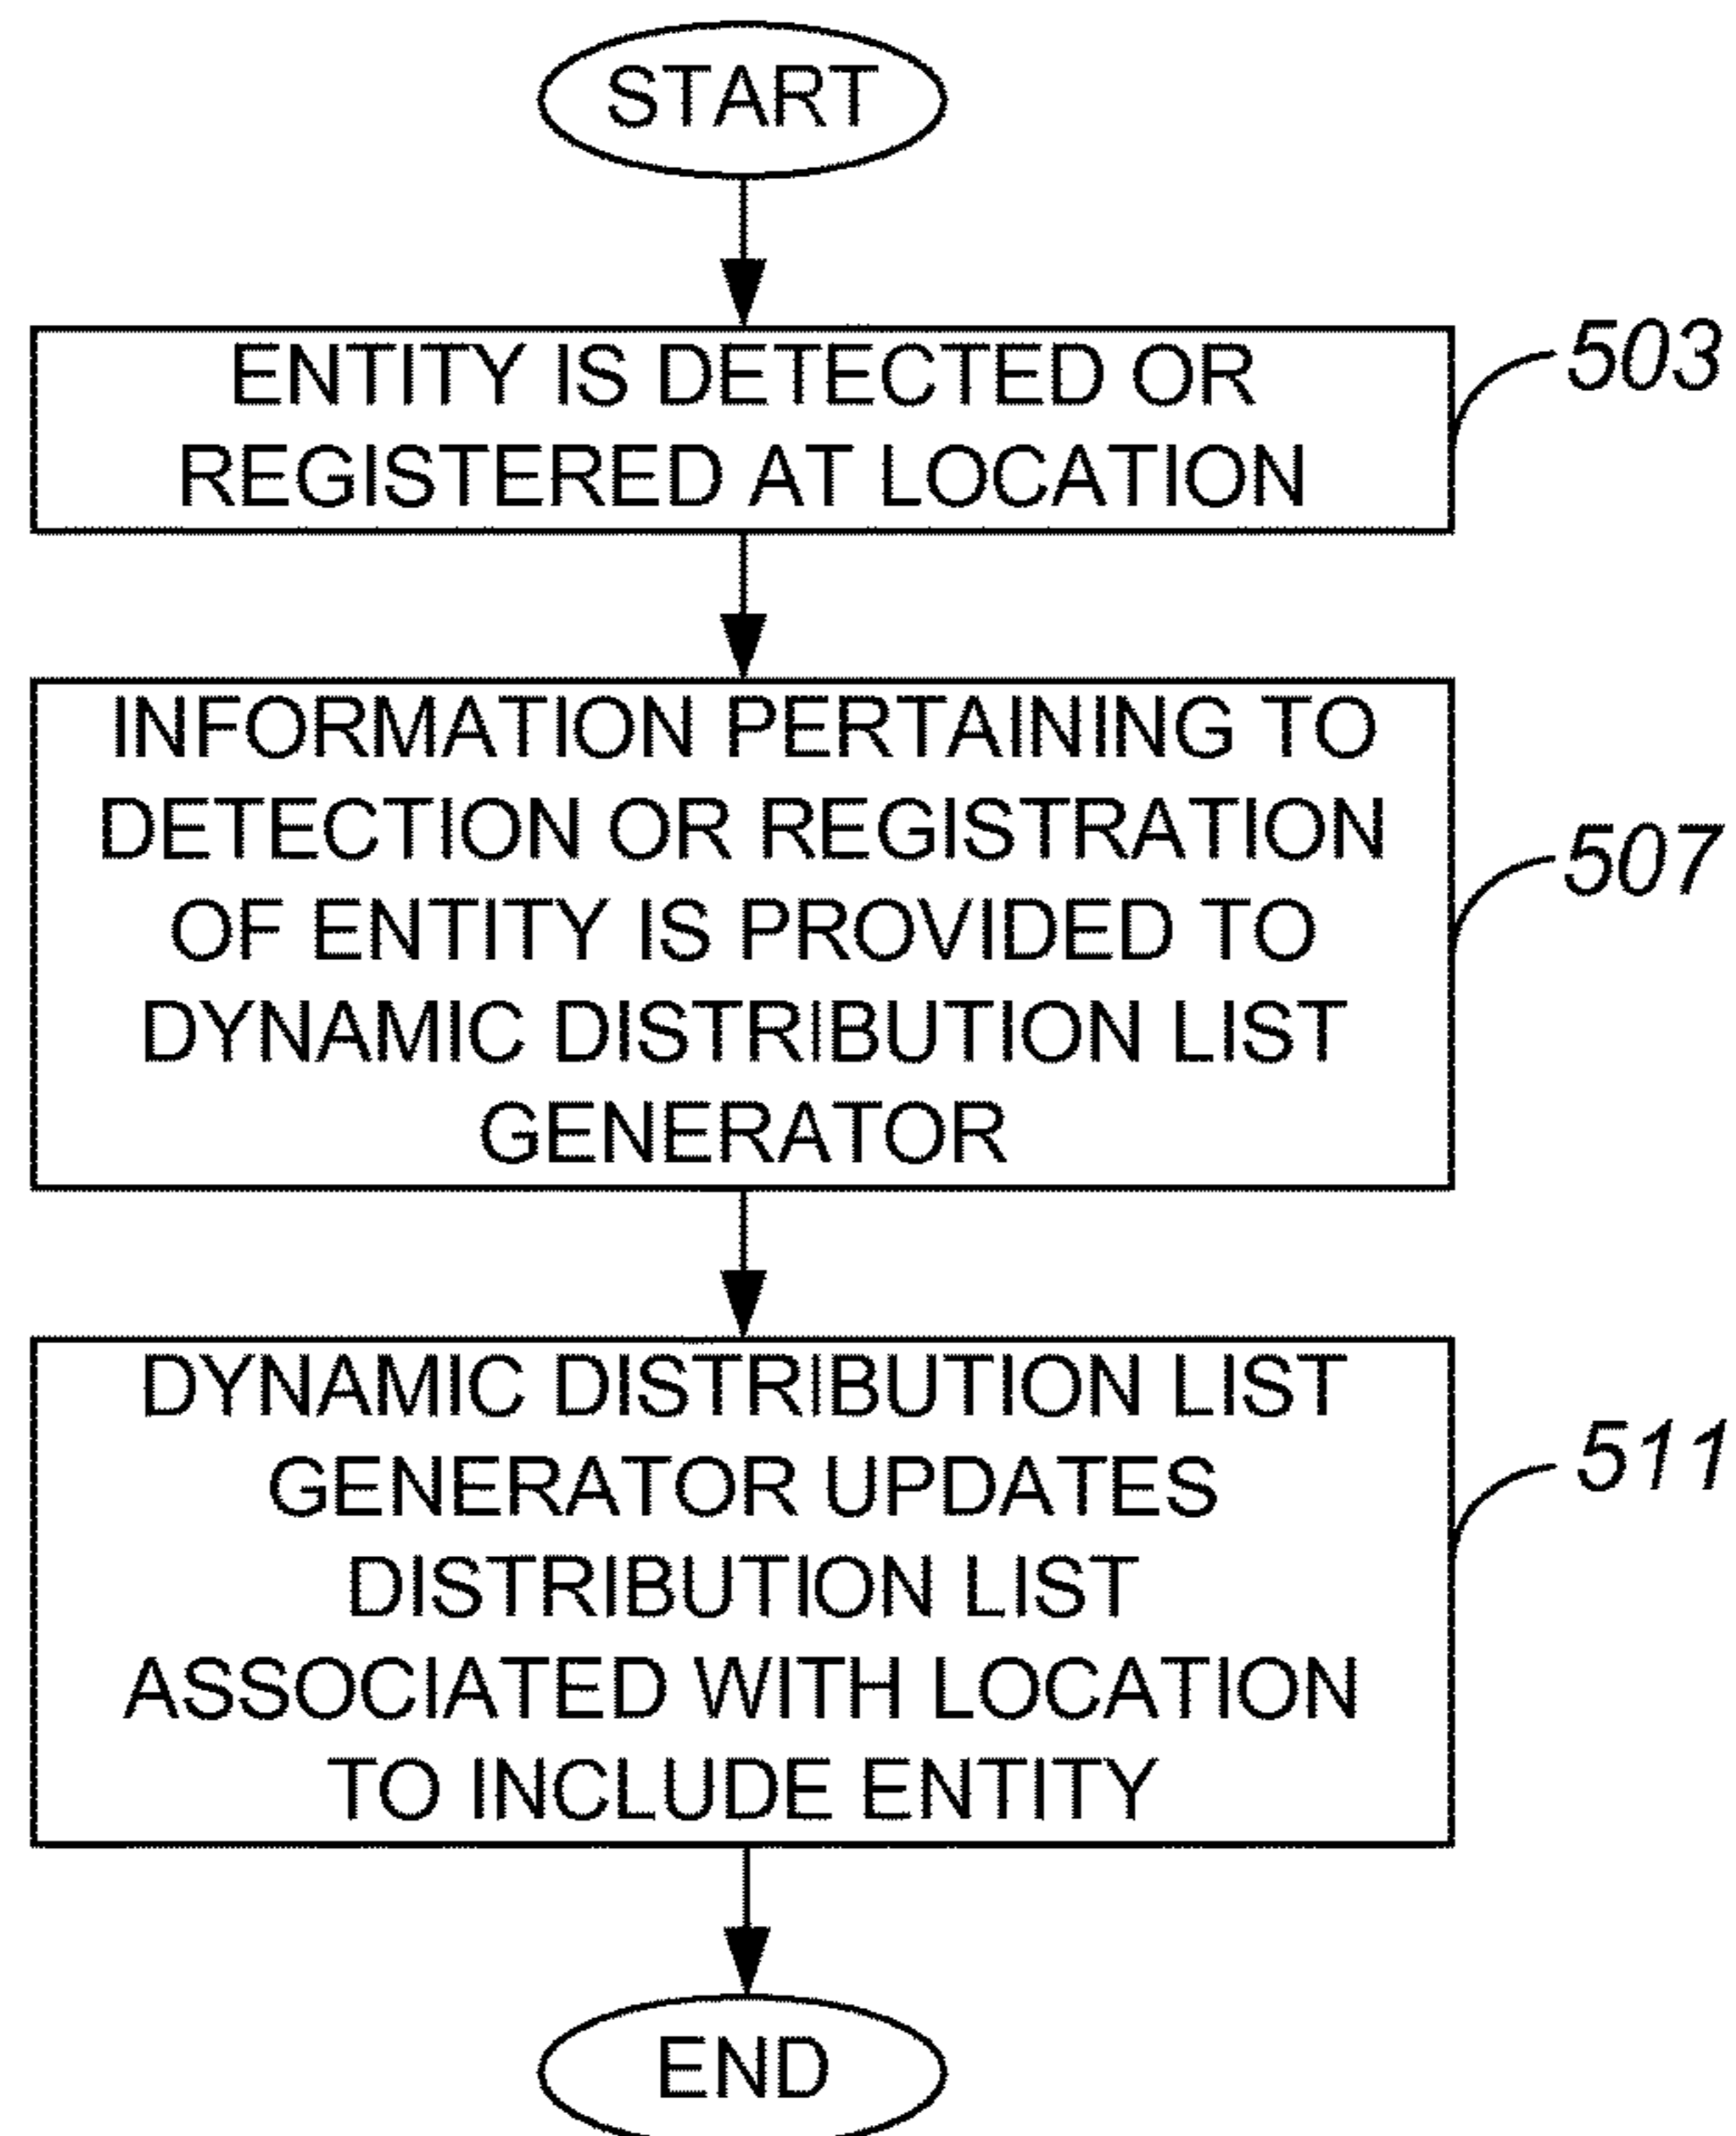 START
ENTITY IS DETECTED OR
REGISTERED AT LOCATION
503
INFORMATION PERTAINING TO
DETECTION OR REGISTRATION
OF ENTITY IS PROVIDED TO
DYNAMIC DISTRIBUTION LIST
GENERATOR
507
DYNAMIC DISTRIBUTION LIST
GENERATOR UPDATES
DISTRIBUTION LIST
ASSOCIATED WITH LOCATION
TO INCLUDE ENTITY
511
END